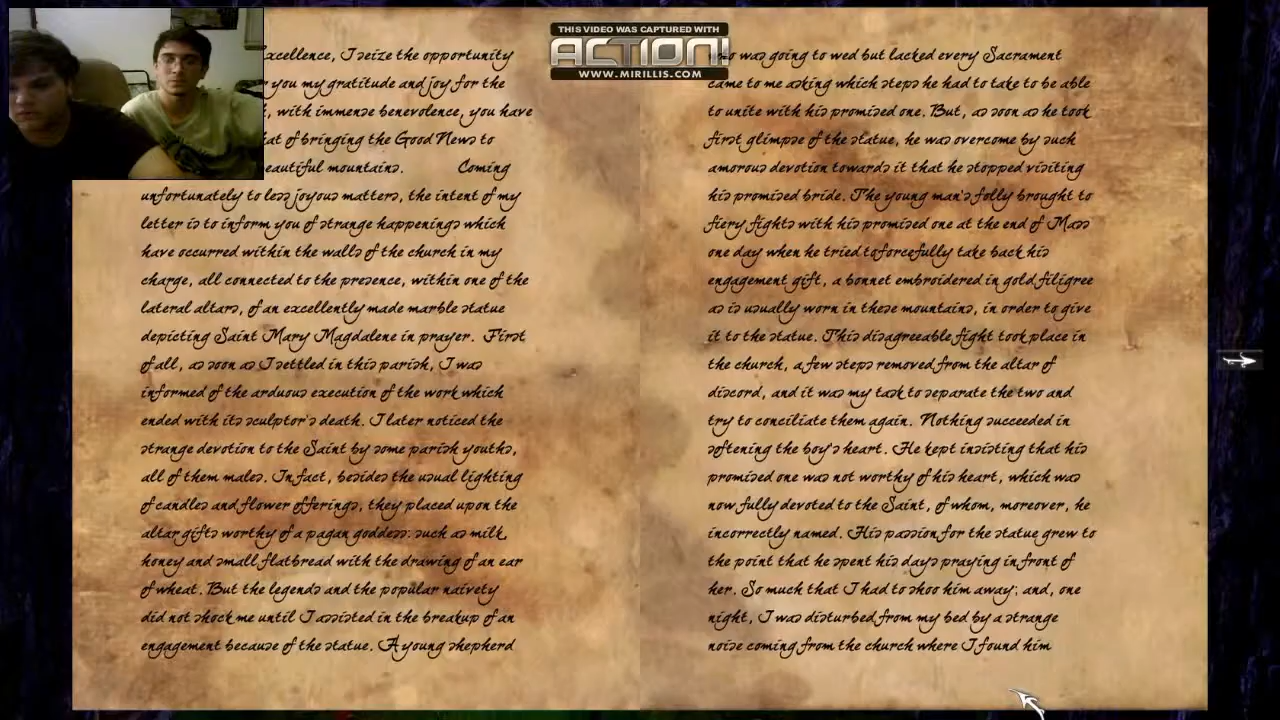 THIS VIDEO WAS CAPTURED WITH
ACTION!
WWW.MIRILLIS.COM
xcellence, I seize the opportunity
you my gratitude and joy for the
, with immense benevolence, you have
at of bringing the Good News to
eautiful mountains. Coming
unfortunately to less joyous matters, the intent of my
letter is to inform you of strange happenings which
have occurred within the walls of the church in my
charge, all connected to the presence, within one of the
lateral altars, of an excellently made marble statue
depicting Saint Mary Magdalene in prayer. First
of all, as soon as I settled in this parish, I was
informed of the arduous execution of the work which
ended with its sculptor's death. I later noticed the
strange devotion to the Saint by some parish youths,
all of them males. In fact, besides the usual lighting
of candles and flower offerings, they placed upon the
altar gifts worthy of a pagan goddess: such as milk,
honey and small flatbread with the drawing of an ear
of wheat. But the legends and the popular naivety
did not shock me until I assisted in the breakup of an
engagement because of the statue. A young shepherd
who was going to wed but lacked every Sacrament
came to me asking which steps he had to take to be able
to unite with his promised one. But, as soon as he took
first glimpse of the statue, he was overcome by such
amorous devotion towards it that he stopped visiting
his promised bride. The young man's folly brought to
fiery fights with his promised one at the end of Mass
one day when he tried to forcefully take back his
engagement gift, a bonnet embroidered in gold filigree
as is usually worn in these mountains, in order to give
it to the statue. This disagreeable fight took place in
the church, a few steps removed from the altar of
discord, and it was my task to separate the two and
try to conciliate them again. Nothing succeeded in
softening the boy's heart. He kept insisting that his
promised one was not worthy of his heart, which was
now fully devoted to the Saint, of whom, moreover, he
incorrectly named. His passion for the statue grew to
the point that he spent his days praying in front of
her. So much that I had to shoo him away; and, one
night, I was disturbed from my bed by a strange
noise coming from the church where I found him